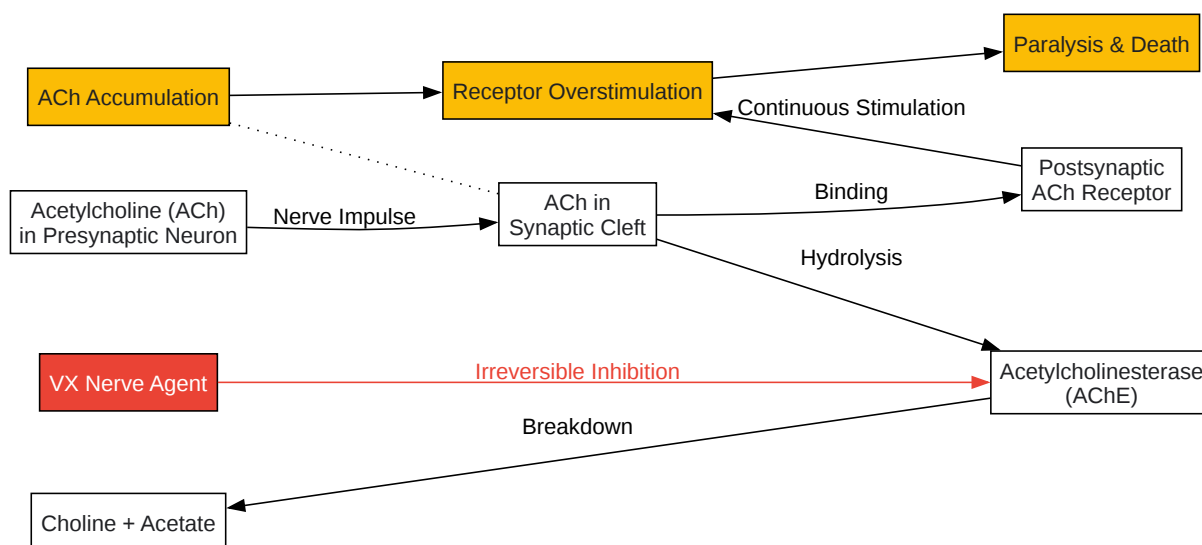 Paralysis & Death
ACh Accumulation
Receptor Overstimulation
Continuous Stimulation
Postsynaptic
ACh Receptor
Acetylcholine (ACh)
in Presynaptic Neuron
Nerve Impulse
ACh in
Synaptic Cleft
Binding
Hydrolysis
VX Nerve Agent
Irreversible Inhibition
Acetylcholinesterase
(AChE)
Breakdown
Choline + Acetate